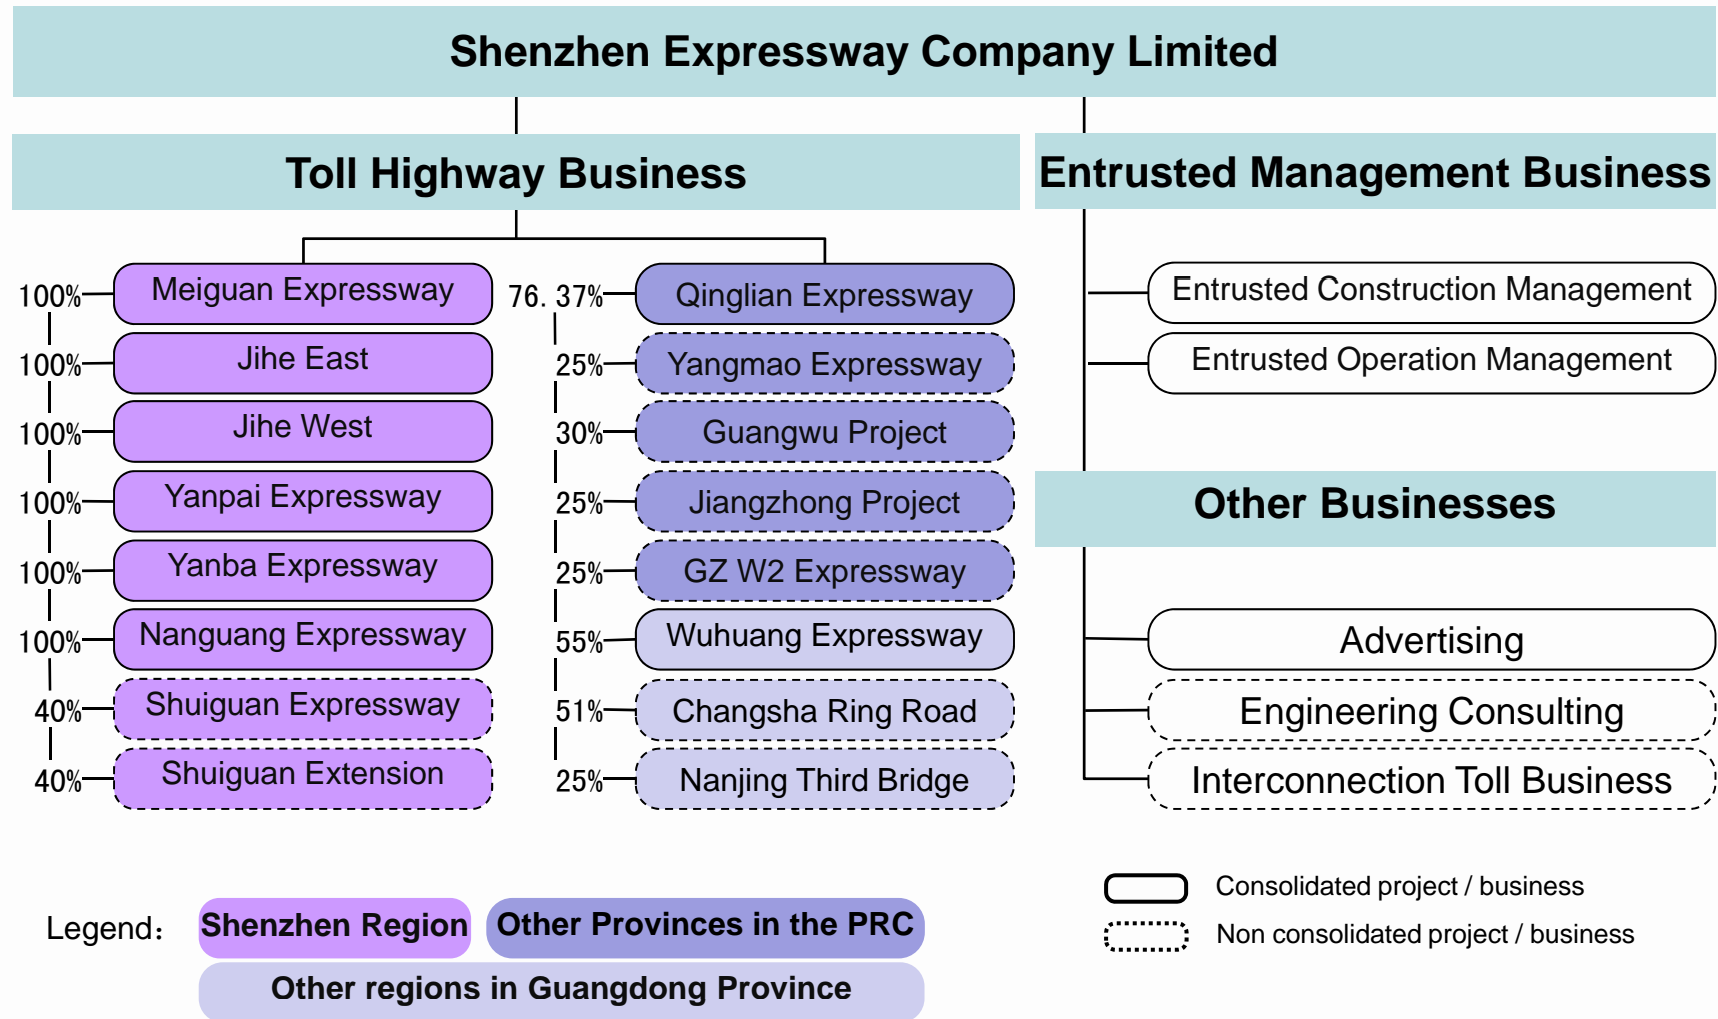 Shenzhen Expressway Company Limited
Toll Highway Business
Entrusted Management Business
100% Meiguan Expressway
100% Jihe East
100% Jihe West
100% Yanpai Expressway
100% Yanba Expressway
100% Nanguang Expressway
40% Shuiguan Expressway
40% Shuiguan Extension
76.37% Qinglian Expressway
25% Yangmao Expressway
30% Guangwu Project
25% Jiangzhong Project
25% GZ W2 Expressway
55% Wuhuang Expressway
51% Changsha Ring Road
25% Nanjing Third Bridge
Entrusted Construction Management
Entrusted Operation Management
Other Businesses
Advertising
Engineering Consulting
Interconnection Toll Business
Legend：
Shenzhen Region
Other Provinces in the PRC
Other regions in Guangdong Province
Consolidated project / business
Non consolidated project / business